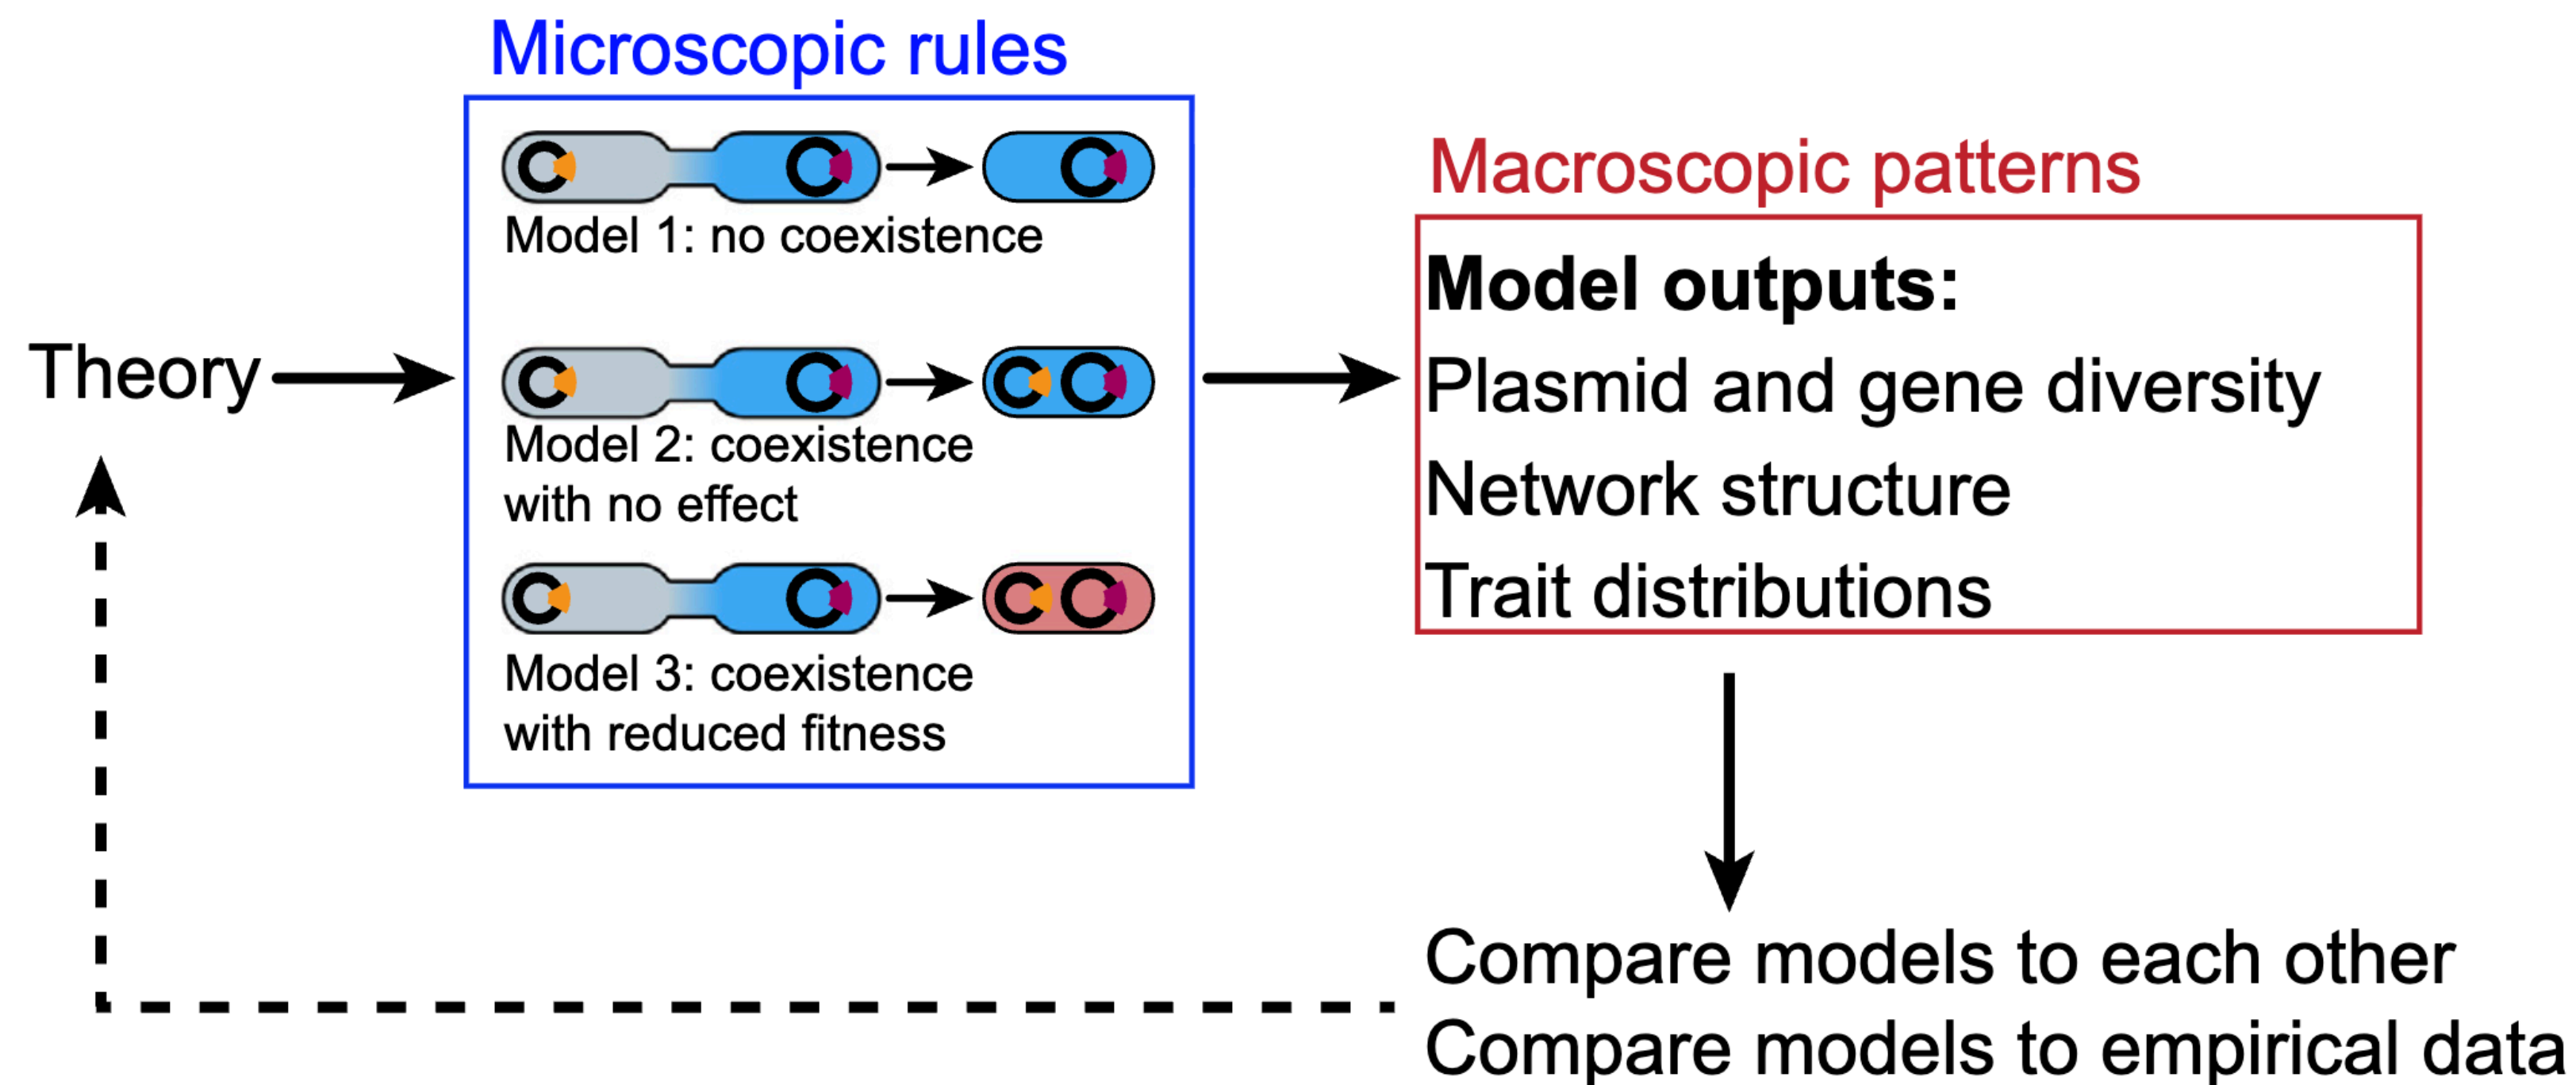 Microscopic rules
Model 1: no coexistence
Model 2: coexistence
with no effect
Model 3: coexistence
with reduced fitness
Theory
Macroscopic patterns
Model outputs:
Plasmid and gene diversity
Network structure
Trait distributions
Compare models to each other
Compare models to empirical data